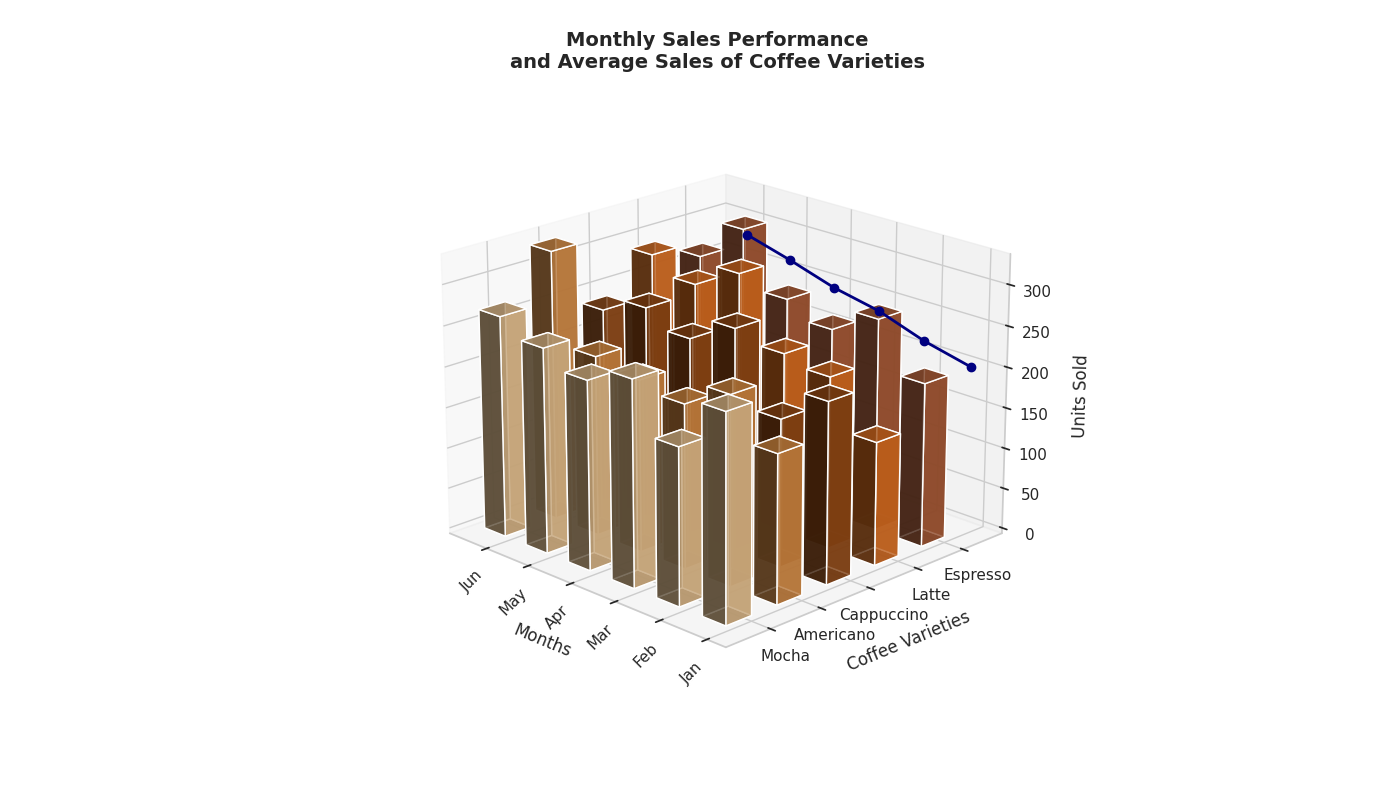 Monthly Sales Performance
and Average Sales of Coffee Varieties
300
250
200
150
100
50
0
Units Sold
Jun
May
Apr
Mar
Feb
Jan
Months
Espresso
Latte
Cappuccino
Americano
Mocha
Coffee Varieties